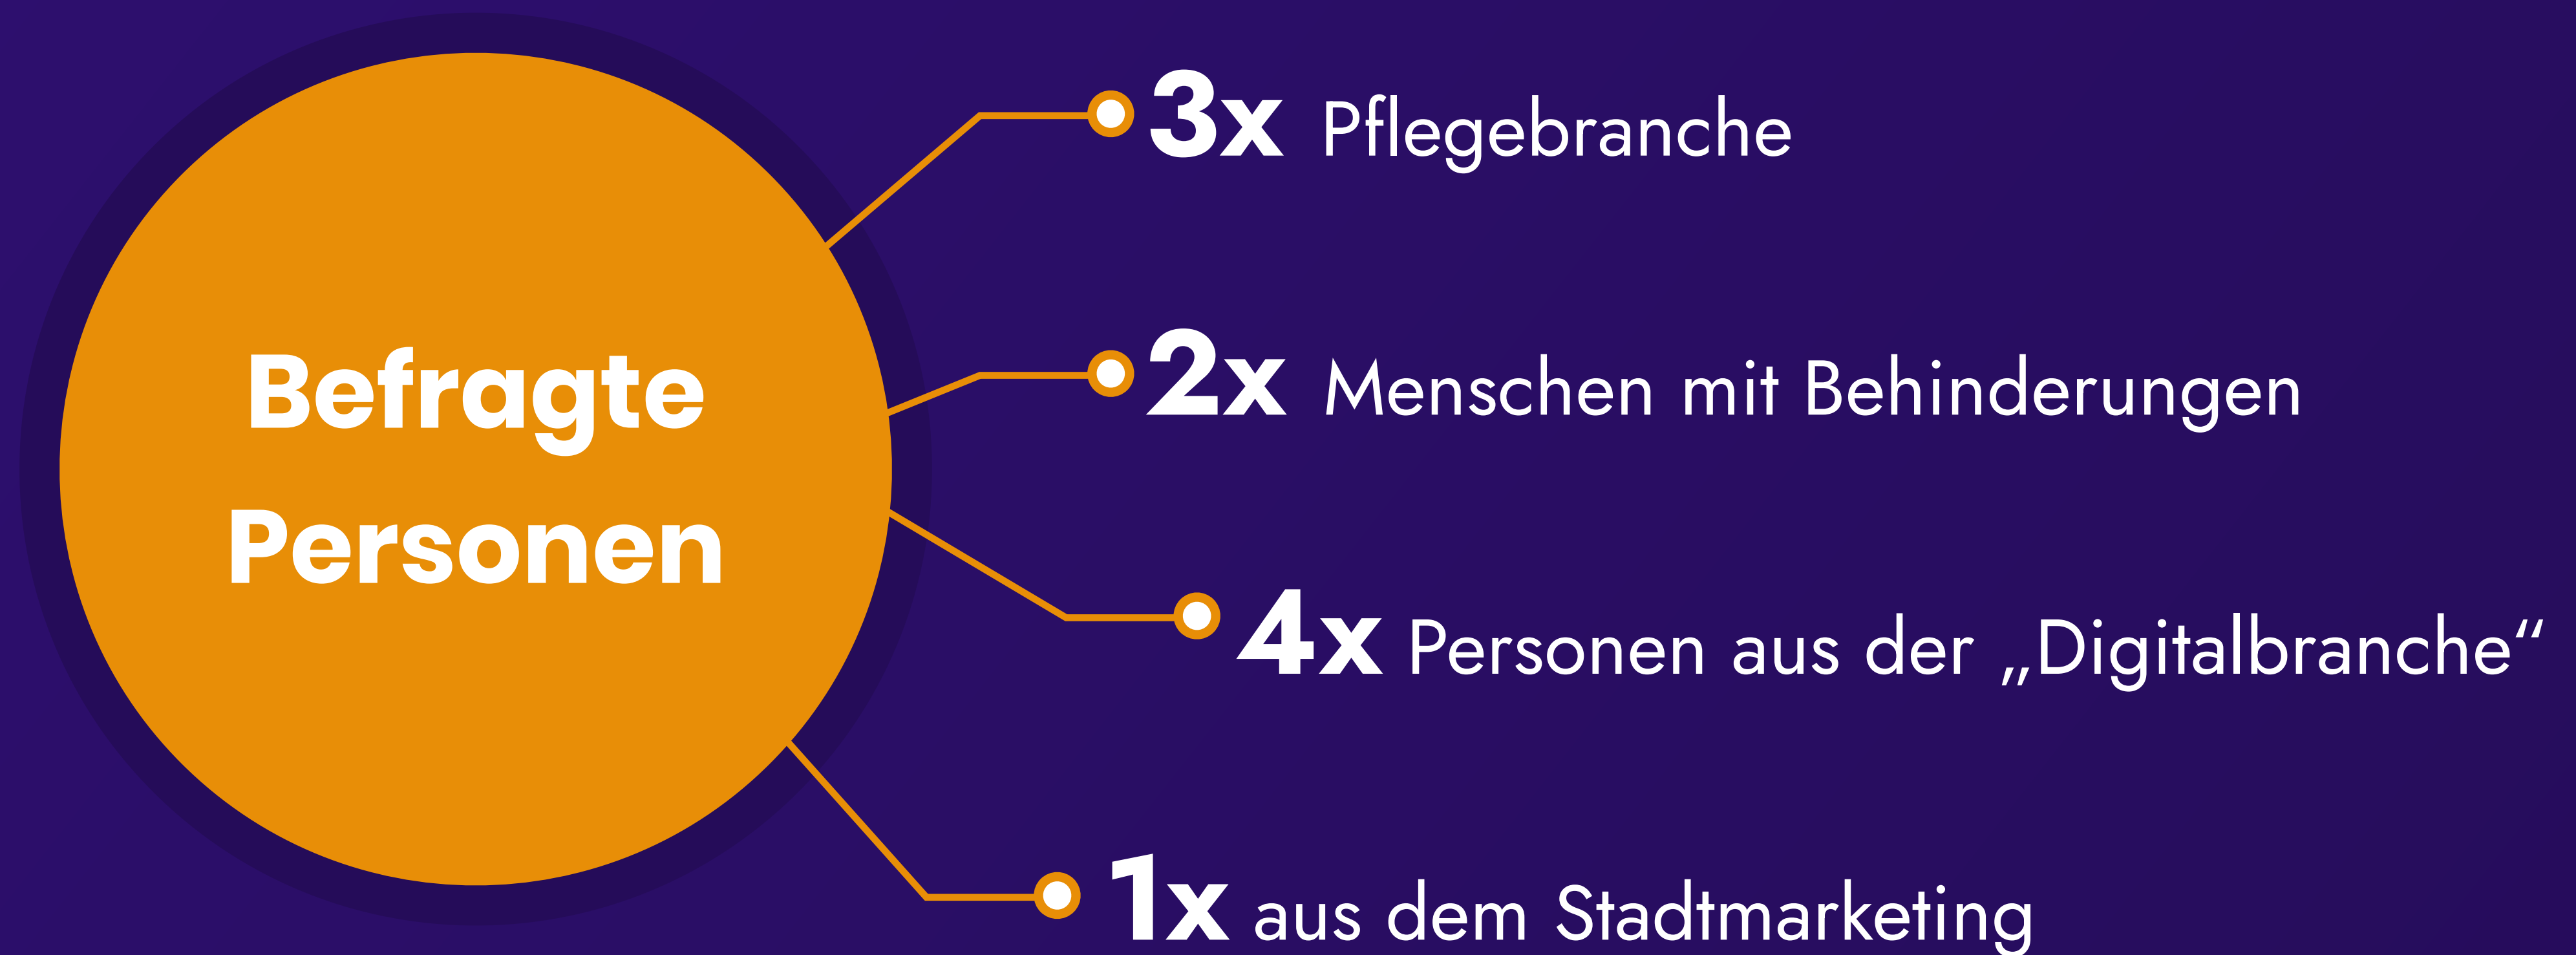 Befragte
Personen
3x Pflegebranche
2x Menschen mit Behinderungen
4x Personen aus der „Digitalbranche“
1x aus dem Stadtmarketing